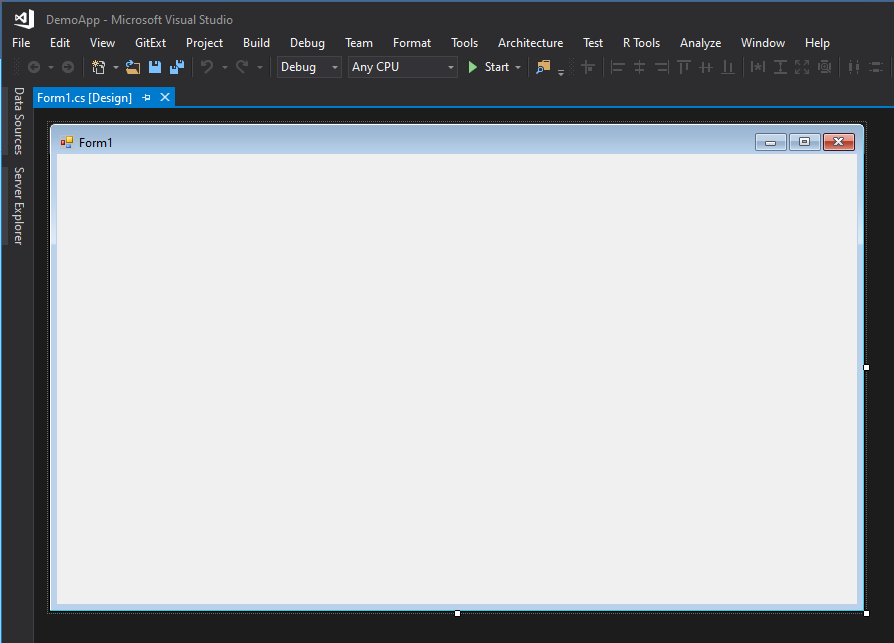 DemoApp - Microsoft Visual Studio
File Edit View GitExt Project Build Debug Team Format Tools Architecture Test R Tools Analyze Window Help
Debug Any CPU Start
Form1.cs [Design]
Data Sources
Server Explorer
Form1